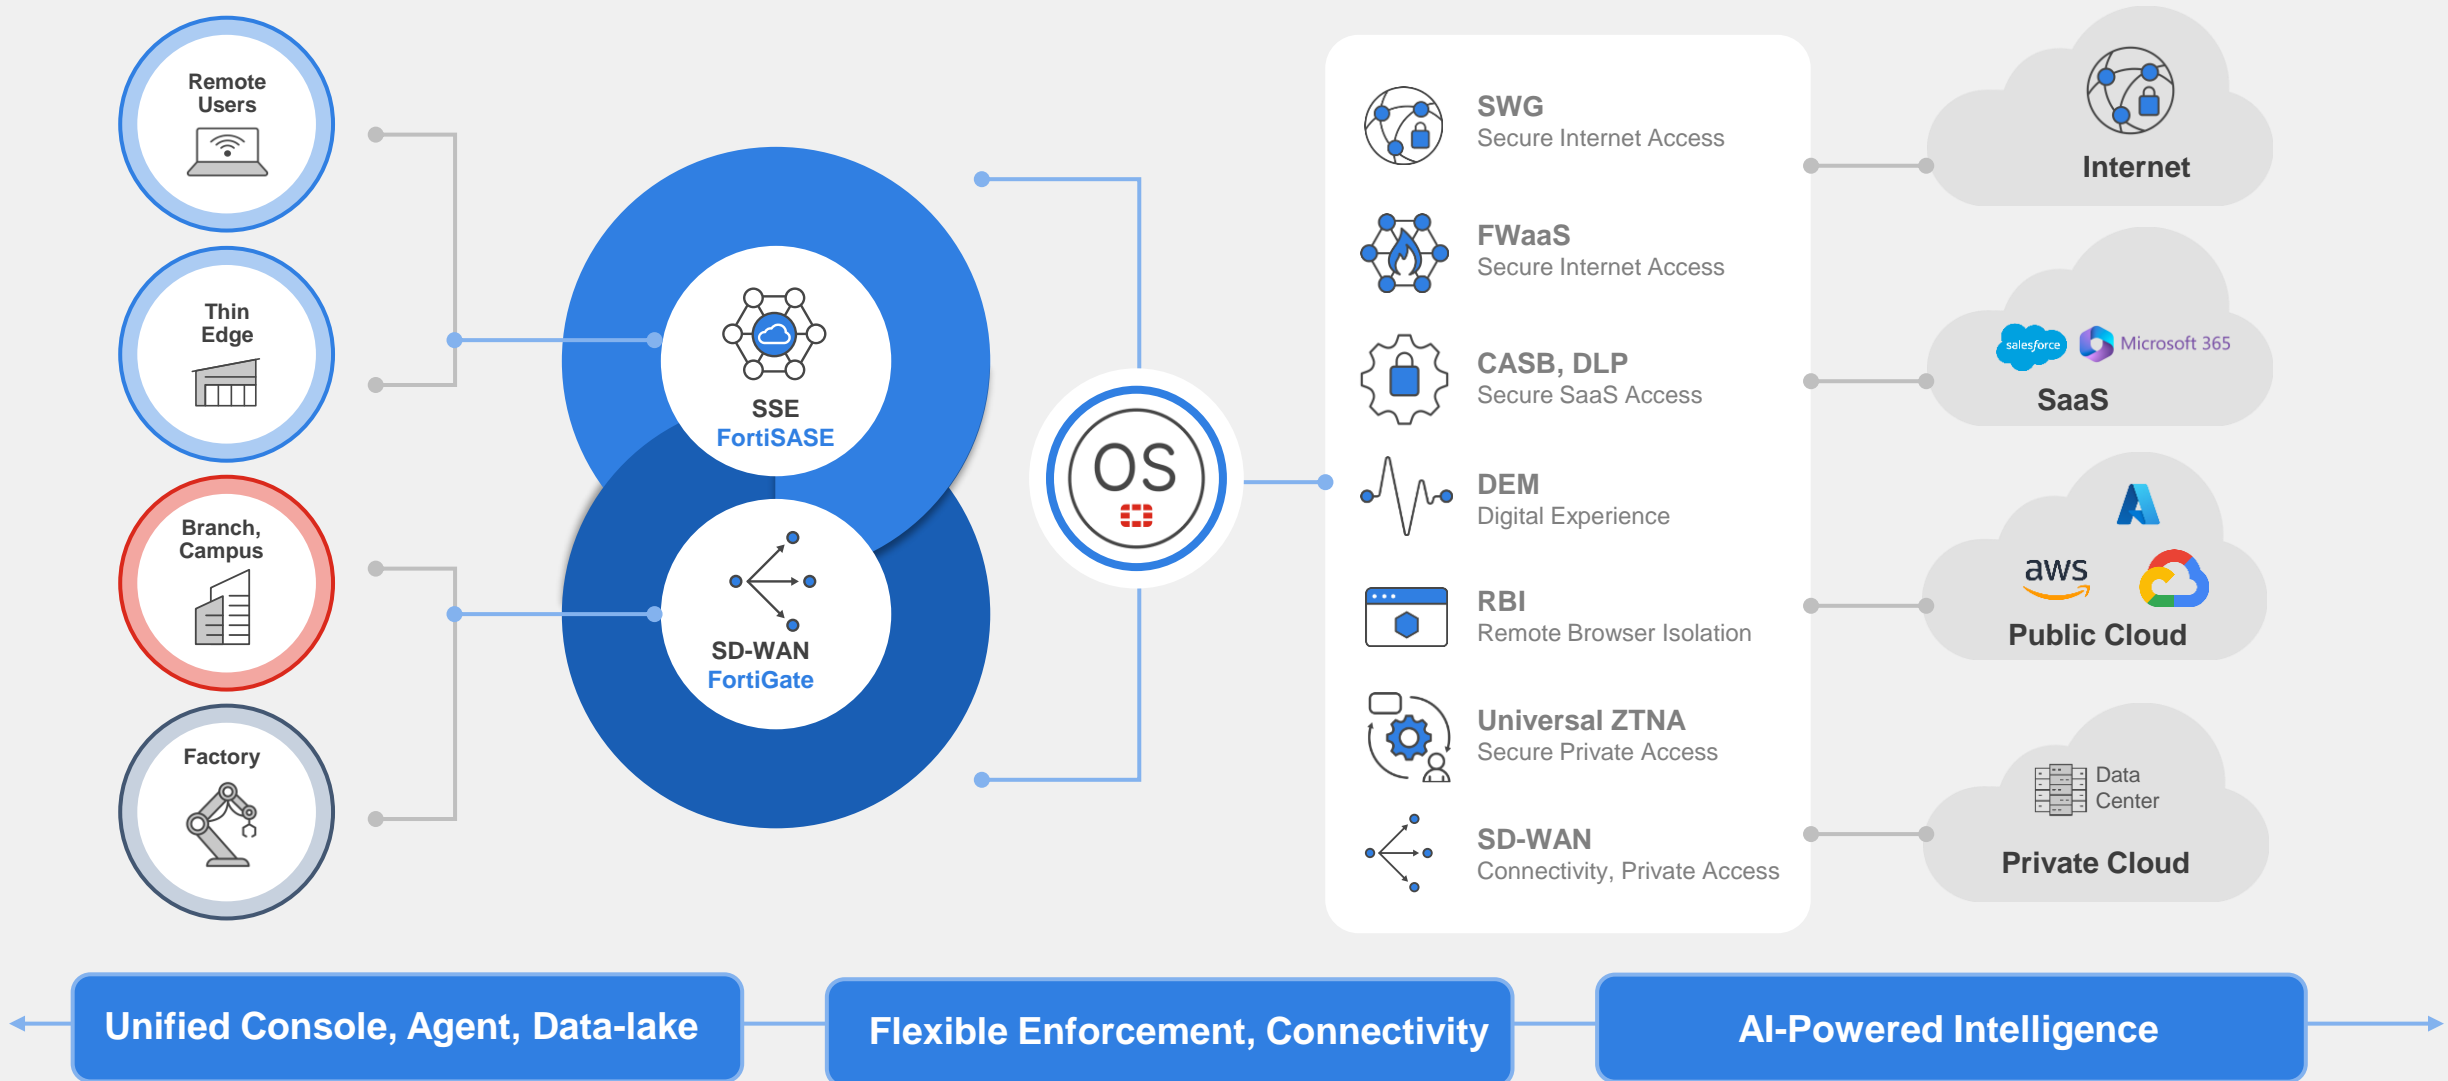 Remote
Users
Thin
Edge
Branch,
Campus
Factory
SSE
FortiSASE
SD-WAN
FortiGate
OS
SWG
Secure Internet Access
FWaaS
Secure Internet Access
CASB, DLP
Secure SaaS Access
DEM
Digital Experience
RBI
Remote Browser Isolation
Universal ZTNA
Secure Private Access
SD-WAN
Connectivity, Private Access
Internet
salesforce
Microsoft 365
SaaS
aws
Public Cloud
Data
Center
Private Cloud
Unified Console, Agent, Data-lake
Flexible Enforcement, Connectivity
AI-Powered Intelligence